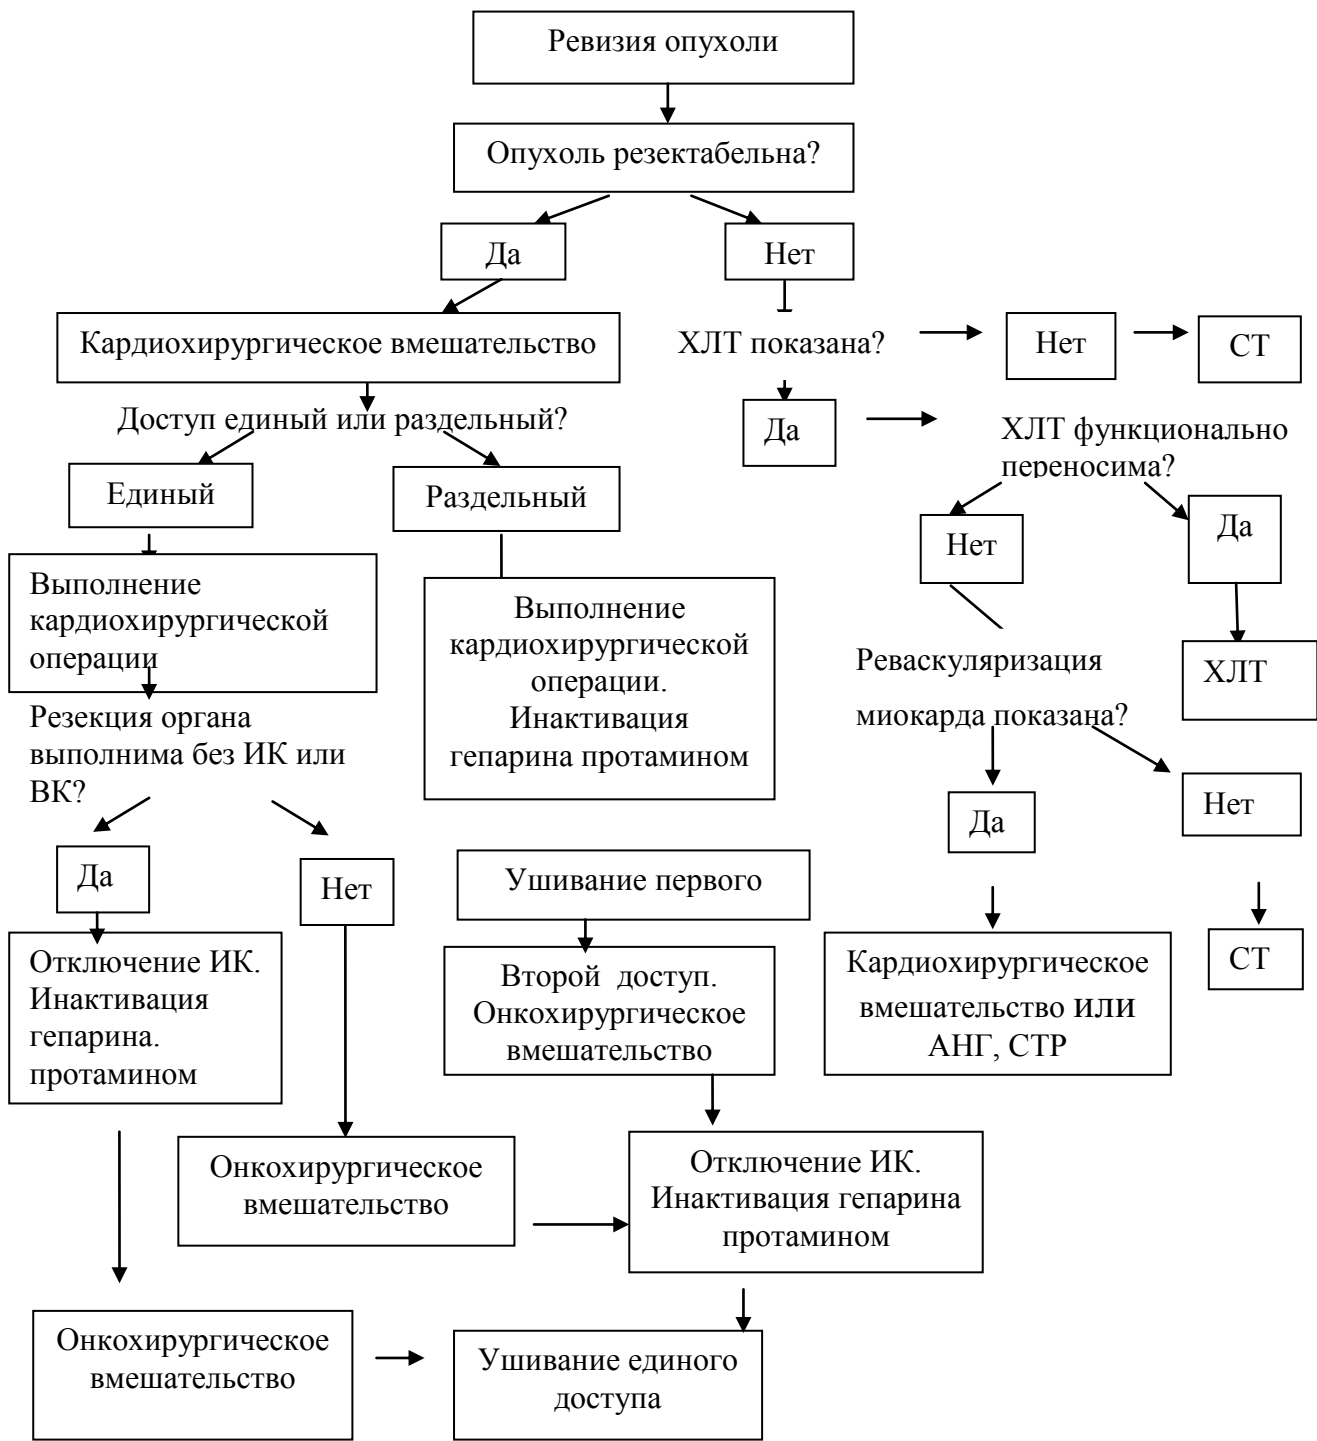 Ревизия опухоли
Опухоль резектабельна?
Да
Нет
Кардиохирургическое вмешательство
ХЛТ показана?
Нет
СТ
Доступ единый или раздельный?
Да
ХЛТ функционально
переносима?
Единый
Раздельный
Нет
Да
Выполнение
кардиохирургической
операции
Выполнение
кардиохирургической
операции.
Инактивация
гепарина протамином
Реваскуляризация
миокарда показана?
ХЛТ
Резекция органа
выполнима без ИК или
ВК?
Да
Нет
Да
Нет
Ушивание первого
Отключение ИК.
Инактивация
гепарина.
протамином
Второй доступ.
Онкохирургическое
вмешательство
Кардиохирургическое
вмешательство или
АНГ, СТР
СТ
Онкохирургическое
вмешательство
Отключение ИК.
Инактивация гепарина
протамином
Онкохирургическое
вмешательство
Ушивание единого
доступа